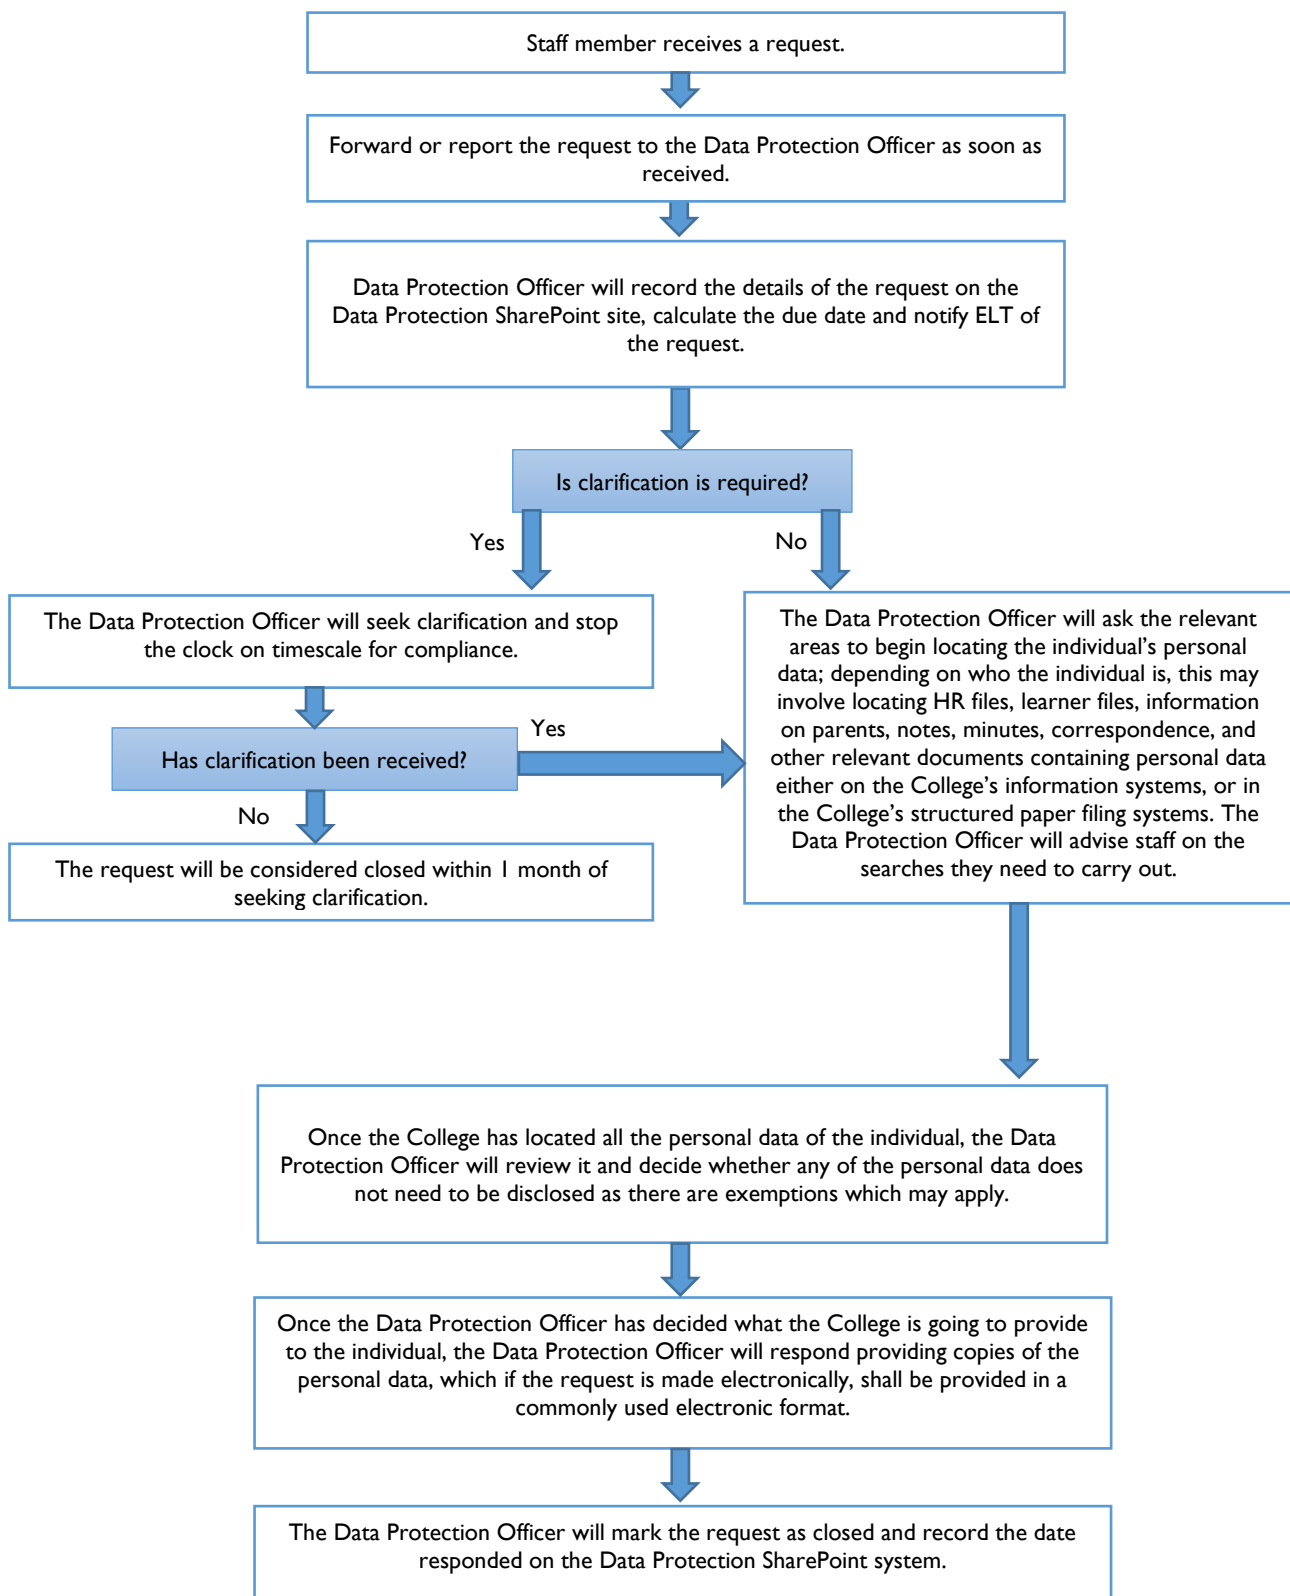 Staff member receives a request.
Forward or report the request to the Data Protection Officer as soon as
received.
Data Protection Officer will record the details of the request on the
Data Protection SharePoint site, calculate the due date and notify ELT of
the request.
Is clarification is required?
Yes
No
The Data Protection Officer will seek clarification and stop
the clock on timescale for compliance.
Has clarification been received?
Yes
No
The request will be considered closed within 1 month of
seeking clarification.
The Data Protection Officer will ask the relevant
areas to begin locating the individual’s personal
data; depending on who the individual is, this may
involve locating HR files, learner files, information
on parents, notes, minutes, correspondence, and
other relevant documents containing personal data
either on the College’s information systems, or in
the College’s structured paper filing systems. The
Data Protection Officer will advise staff on the
searches they need to carry out.
Once the College has located all the personal data of the individual, the Data
Protection Officer will review it and decide whether any of the personal data does
not need to be disclosed as there are exemptions which may apply.
Once the Data Protection Officer has decided what the College is going to provide
to the individual, the Data Protection Officer will respond providing copies of the
personal data, which if the request is made electronically, shall be provided in a
commonly used electronic format.
The Data Protection Officer will mark the request as closed and record the date
responded on the Data Protection SharePoint system.